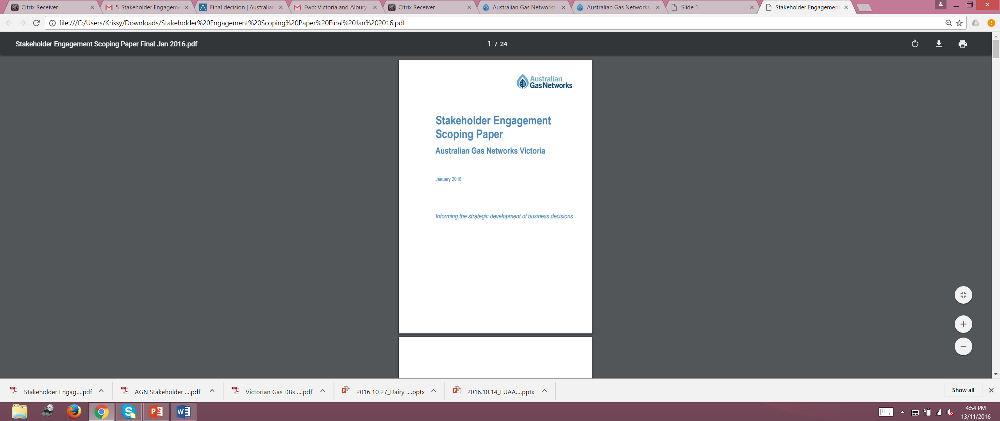 Citrix Receiver
5_Stakeholder Engageme
Final decision | Australian
Fwd: Victoria and Albury
Citrix Receiver
Australian Gas Networks
Australian Gas Networks
Slide 1
Stakeholder Engagement
file:///C:/Users/Krissy/Downloads/Stakeholder%20Engagement%20Scoping%20Paper%20Final%20Jan%202016.pdf
Stakeholder Engagement Scoping Paper Final Jan 2016.pdf
1 / 24
Australian
Gas Networks
Stakeholder Engagement
Scoping Paper
Australian Gas Networks Victoria
January 2016
Informing the strategic development of business decisions
Stakeholder Engag....pdf
AGN Stakeholder ....pdf
Victorian Gas DBs ....pdf
2016 10 27_Dairy ....pptx
2016.10.14_EUAA....pptx
Show all
4:54 PM
13/11/2016